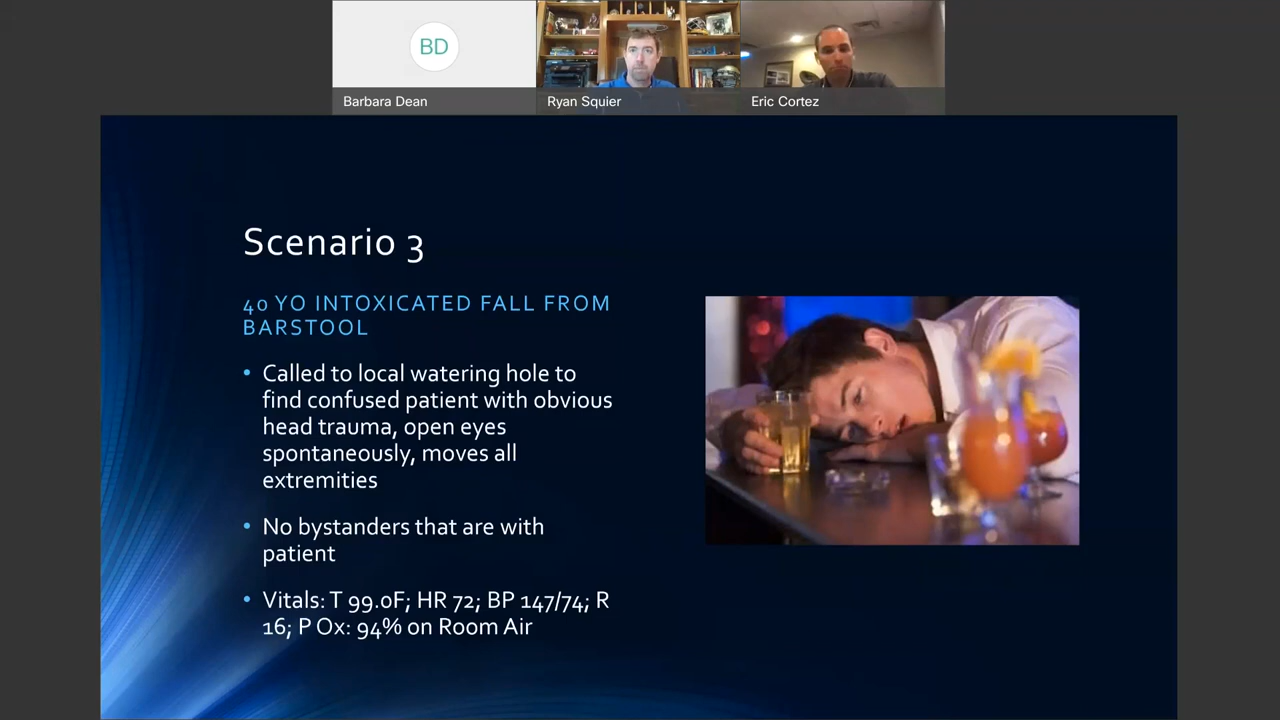 BD
Barbara Dean
Ryan Squier
Eric Cortez
Scenario 3
40 YO INTOXICATED FALL FROM
BARSTOOL
• Called to local watering hole to
find confused patient with obvious
head trauma, open eyes
spontaneously, moves all
extremities
• No bystanders that are with
patient
• Vitals: T 99.0F; HR 72; BP 147/74; R
16; P Ox: 94% on Room Air